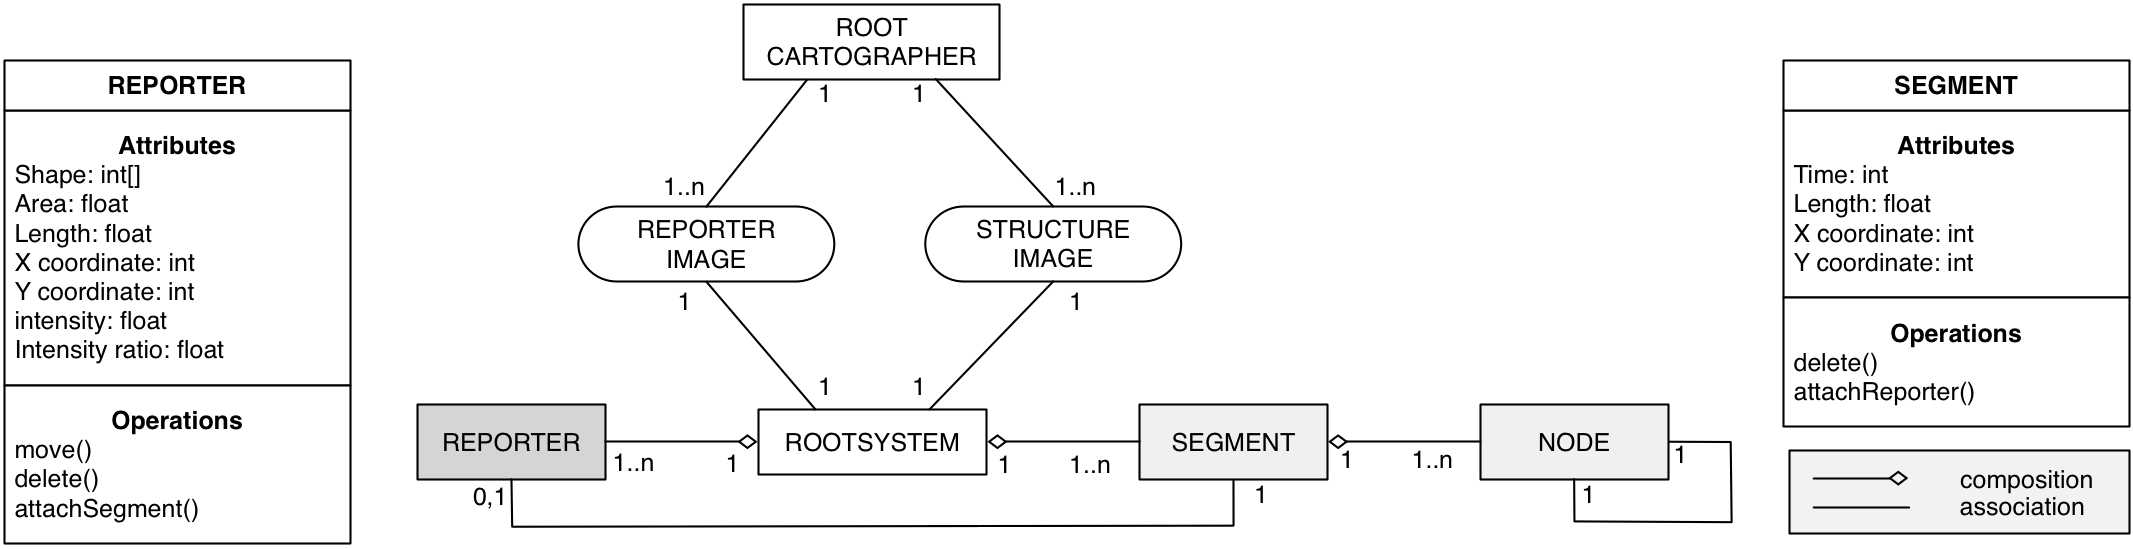 REPORTER
Attributes
Shape: int[]
Area: float
Length: float
X coordinate: int
Y coordinate: int
intensity: float
Intensity ratio: float
Operations
move()
delete()
attachSegment()
ROOT
CARTOGRAPHER
1
1
1..n
1..n
REPORTER
IMAGE
STRUCTURE
IMAGE
1
1
1
1
REPORTER
1..n
1
ROOTSYSTEM
1
1..n
SEGMENT
1
1..n
NODE
1
0,1
1
1
SEGMENT
Attributes
Time: int
Length: float
X coordinate: int
Y coordinate: int
Operations
delete()
attachReporter()
composition
association